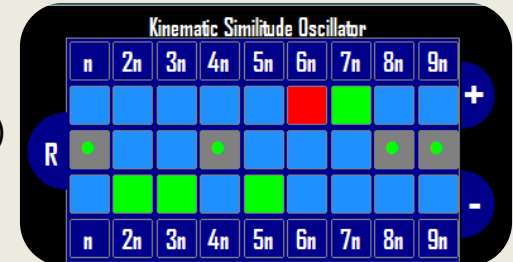 Kinematic Similitude Oscillator
n 2n 3n 4n 5n 6n 7n 8n 9n
+
R
-
n 2n 3n 4n 5n 6n 7n 8n 9n